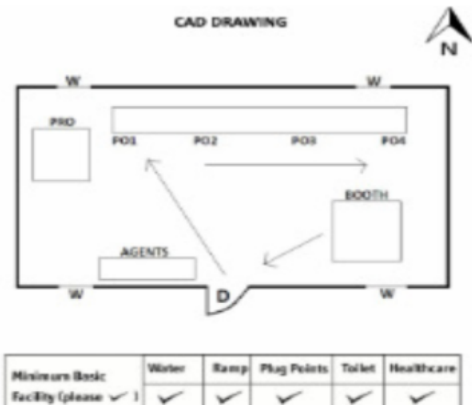 CAD DRAWING
N
W W
PRO
PO1 PO2 PO3 PO4
BOOTH
AGENTS
W D W
Minimum Basic Facility (please ✓ ) Water Ramp Plug Points Toilet Healthcare
✓ ✓ ✓ ✓ ✓